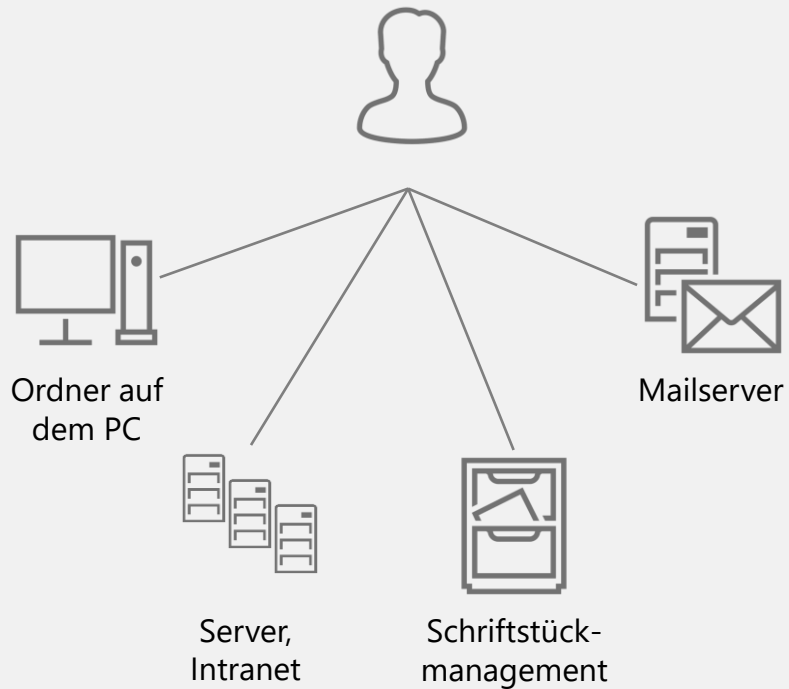 Ordner auf
dem PC
Mailserver
Server,
Intranet
Schriftstück-
management